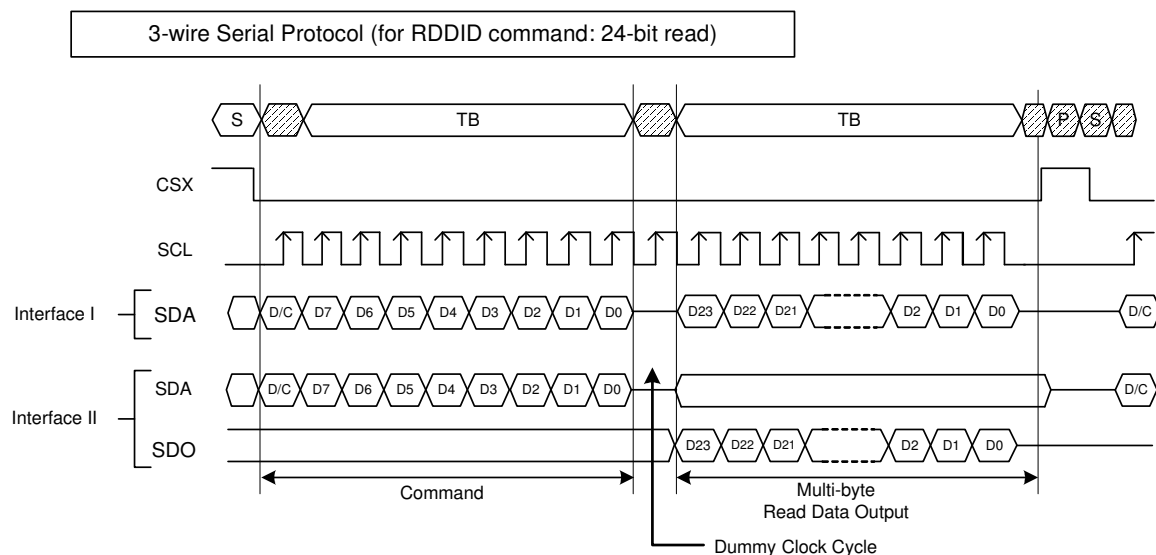 3-wire Serial Protocol (for RDDID command: 24-bit read)
S TB TB P S
CSX
SCL
Interface I SDA D/C D7 D6 D5 D4 D3 D2 D1 D0 D23 D22 D21 D2 D1 D0 D/C
SDA D/C D7 D6 D5 D4 D3 D2 D1 D0 D/C
Interface II
SDO D23 D22 D21 D2 D1 D0
Command Multi-byte
Read Data Output
Dummy Clock Cycle